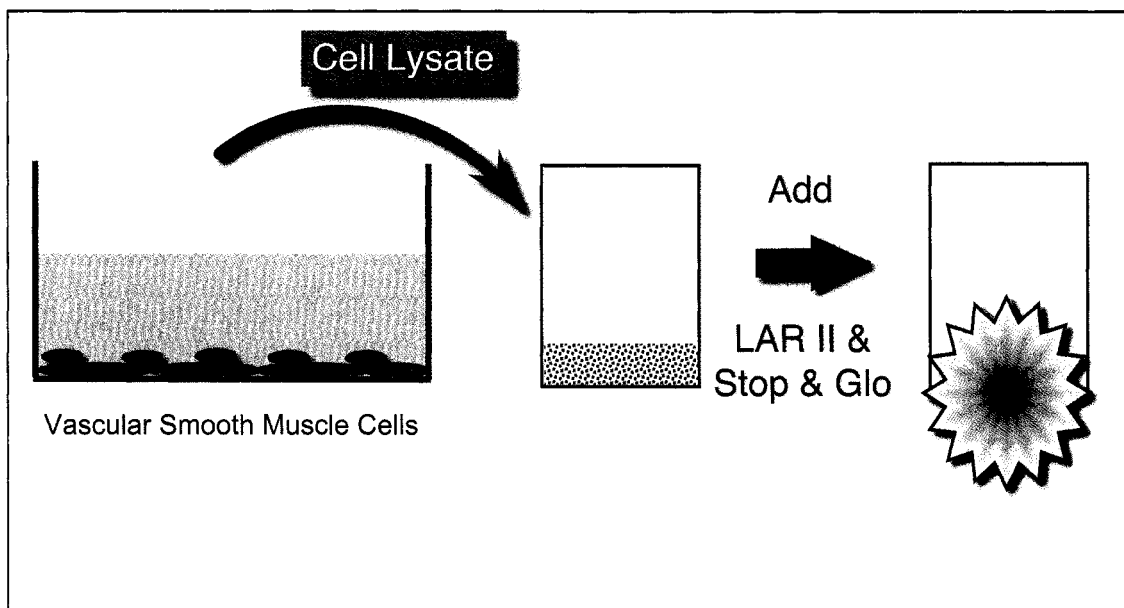 Cell Lysate
Add
LAR II &
Stop & Glo
Vascular Smooth Muscle Cells